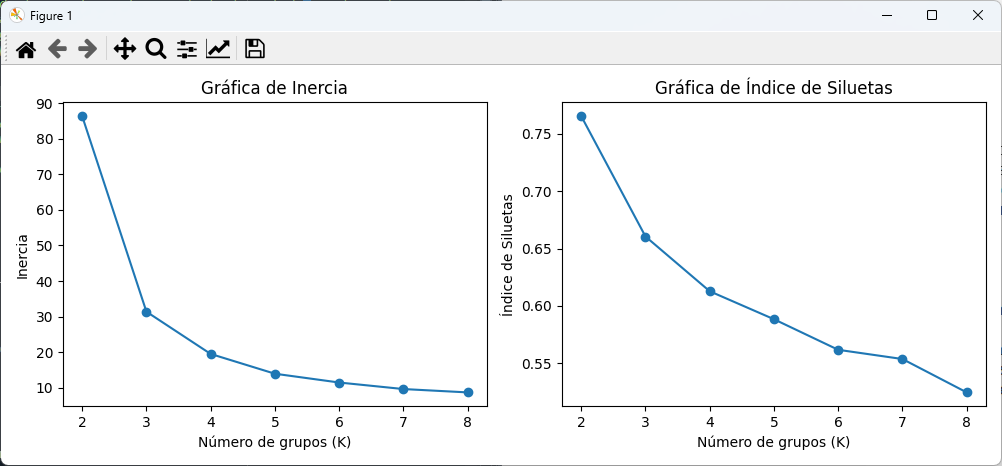 Figure 1
Gráfica de Inercia
90
80
70
60
50
40
30
20
10
Inercia
2 3 4 5 6 7 8
Número de grupos (K)
Gráfica de Índice de Siluetas
0.75
0.70
0.65
0.60
0.55
Índice de Siluetas
2 3 4 5 6 7 8
Número de grupos (K)